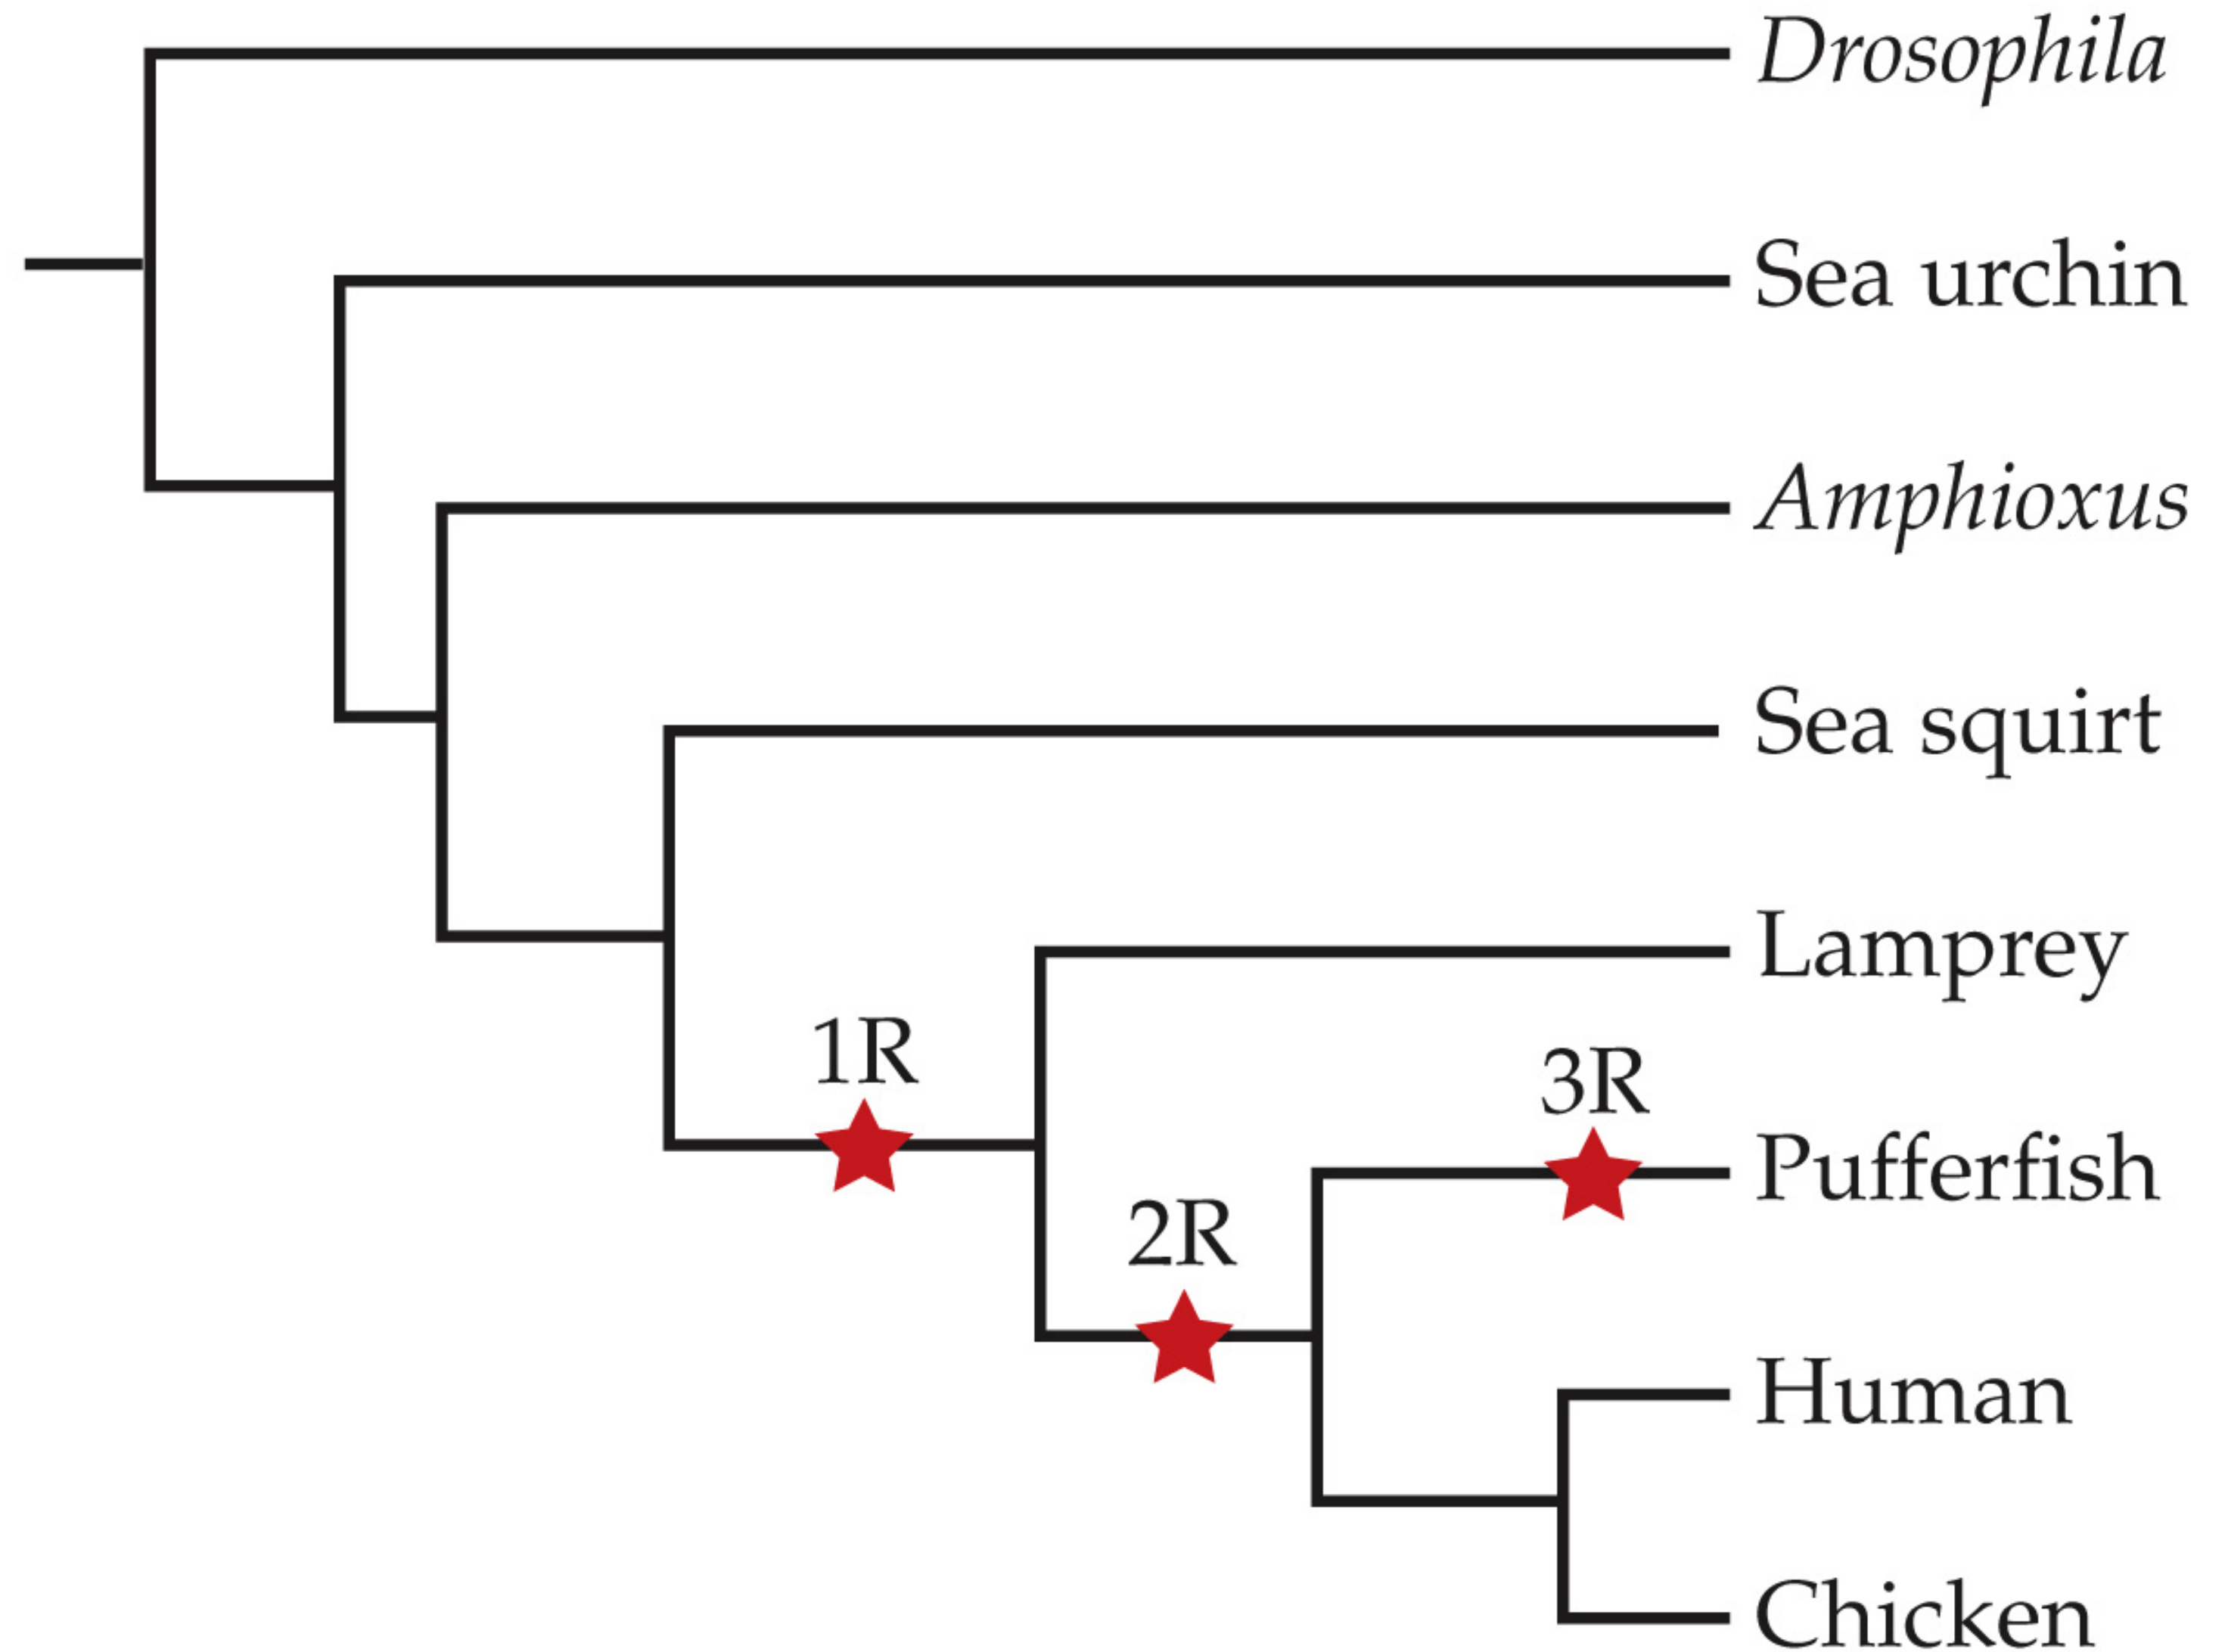 Drosophila
Sea urchin
Amphioxus
Sea squirt
Lamprey
1R
3R
Pufferfish
2R
Human
Chicken